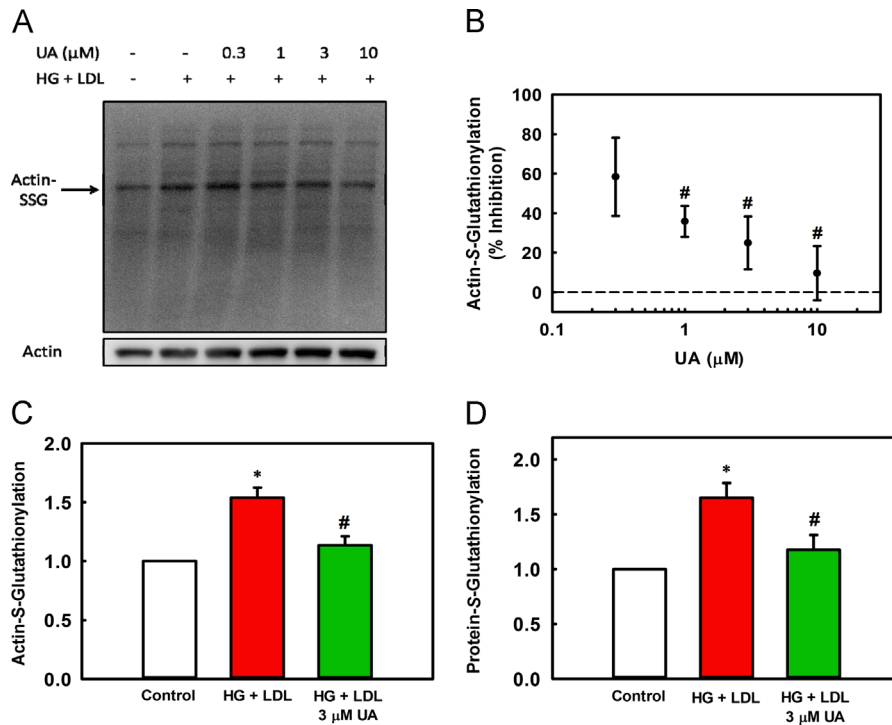 A
UA (μM) - - 0.3 1 3 10
HG + LDL - + + + + +
Actin-
SSG
Actin
B
Actin-S-Glutathionylation
(% Inhibition)
100
80
60
40
20
0
# # #
0.1 1 10
UA (μM)
C
Actin-S-Glutathionylation
2.0
1.5
1.0
0.5
0.0
*
#
Control HG + LDL HG + LDL
3 μM UA
D
Protein-S-Glutathionylation
2.0
1.5
1.0
0.5
0.0
*
#
Control HG + LDL HG + LDL
3 μM UA